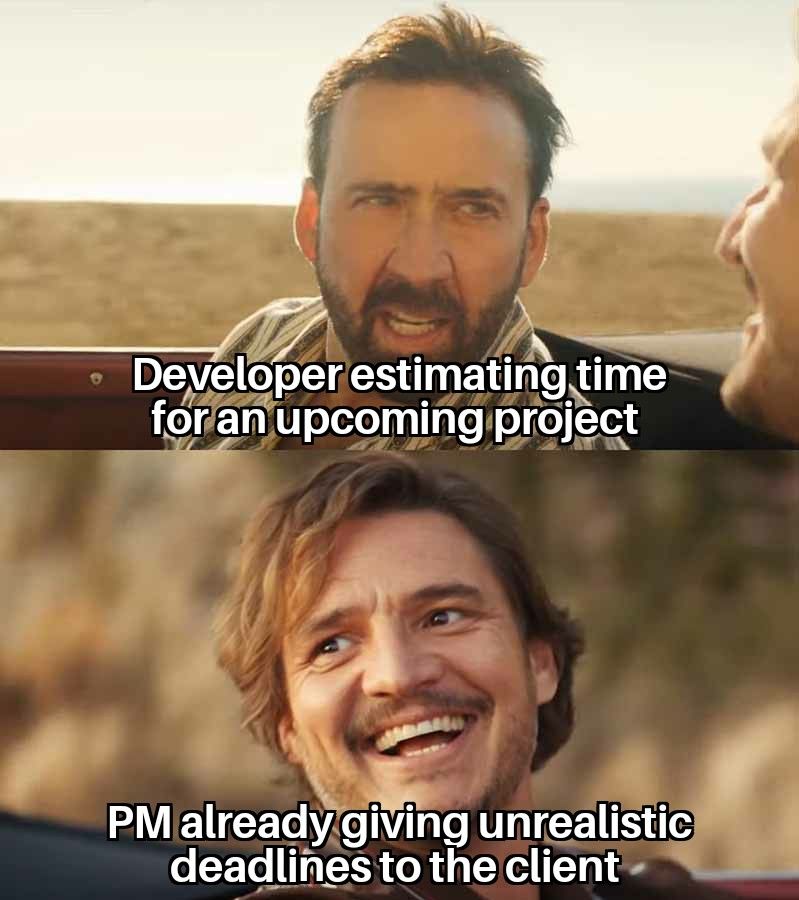 Developer estimating time
for an upcoming project
PM already giving unrealistic
deadlines to the client